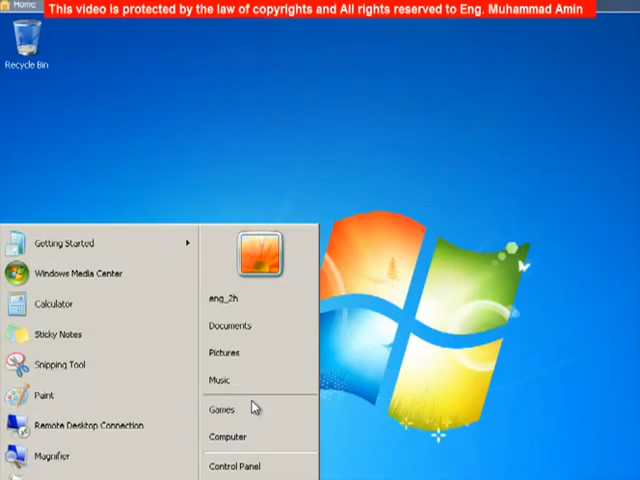 Home
This video is protected by the law of copyrights and All rights reserved to Eng. Muhammad Amin
Recycle Bin
Getting Started
Windows Media Center
Calculator
Sticky Notes
Snipping Tool
Paint
Remote Desktop Connection
Magnifier
eng_2h
Documents
Pictures
Music
Games
Computer
Control Panel